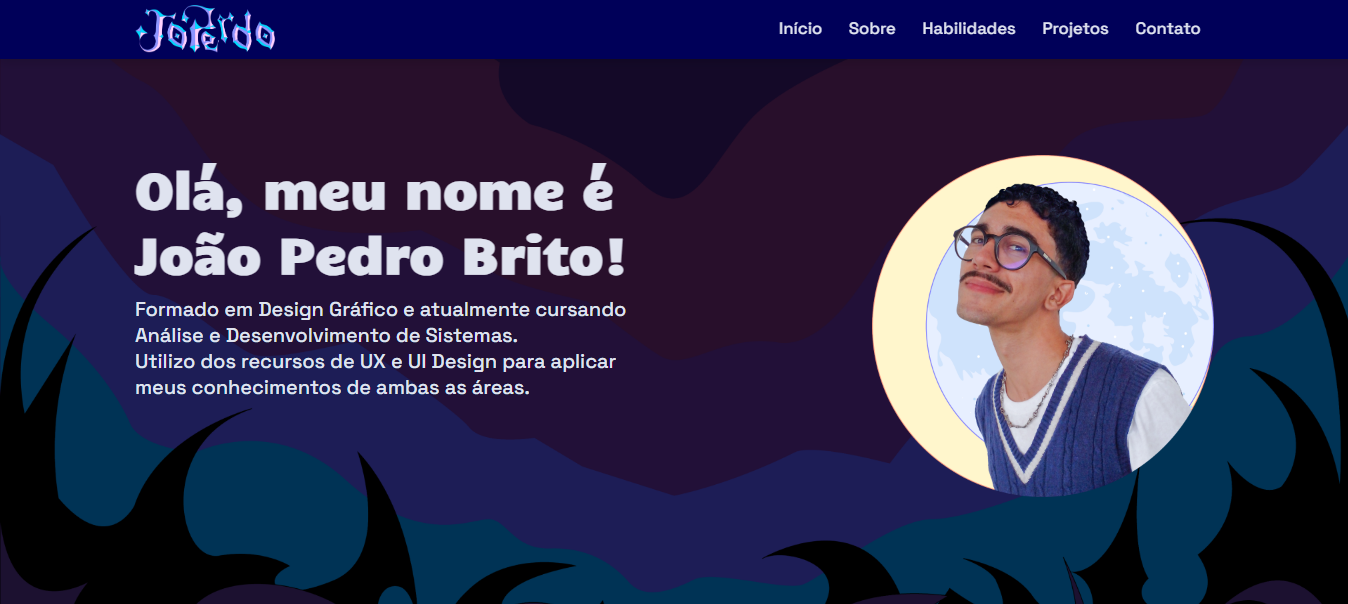 Joperdo
Início Sobre Habilidades Projetos Contato
Olá, meu nome é
João Pedro Brito!
Formado em Design Gráfico e atualmente cursando
Análise e Desenvolvimento de Sistemas.
Utilizo dos recursos de UX e UI Design para aplicar
meus conhecimentos de ambas as áreas.